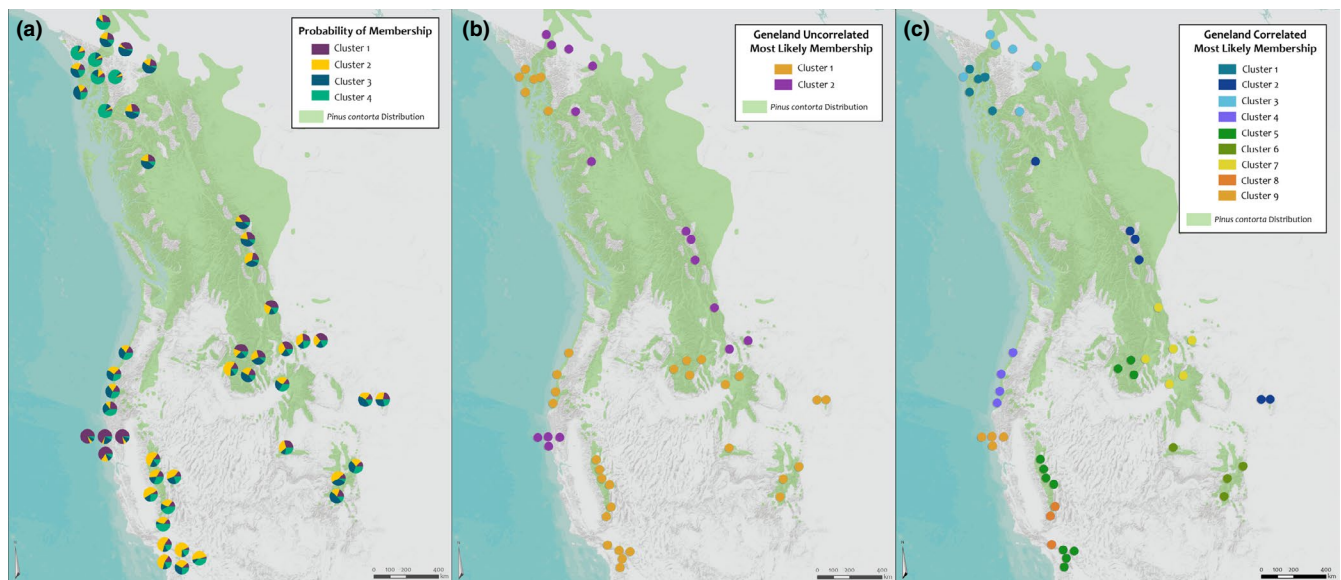 (a)
Probability of Membership
Cluster 1
Cluster 2
Cluster 3
Cluster 4
Pinus contorta Distribution
0 100 200 400
km
(b)
Geneland Uncorrelated
Most Likely Membership
Cluster 1
Cluster 2
Pinus contorta Distribution
0 100 200 400
km
(c)
Geneland Correlated
Most Likely Membership
Cluster 1
Cluster 2
Cluster 3
Cluster 4
Cluster 5
Cluster 6
Cluster 7
Cluster 8
Cluster 9
Pinus contorta Distribution
0 100 200 400
km